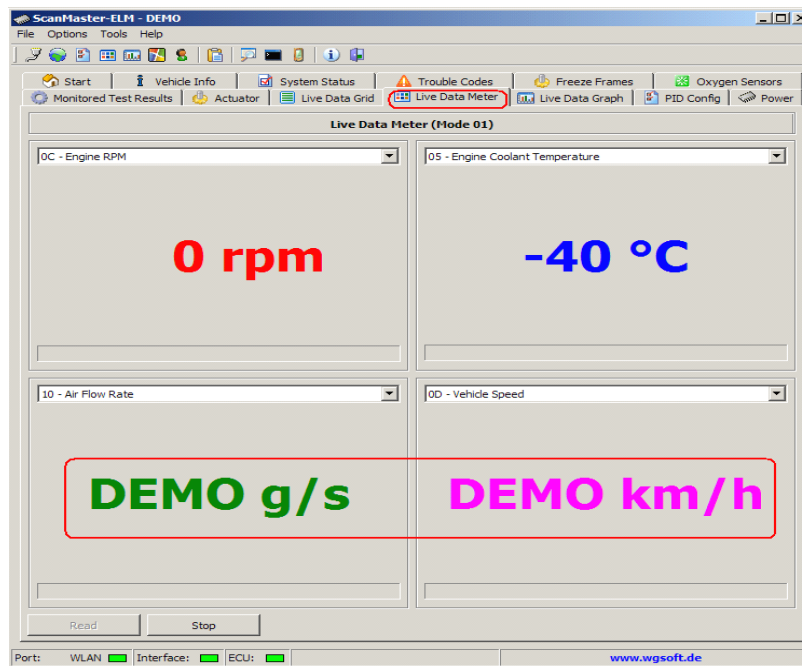 ScanMaster-ELM - DEMO
File Options Tools Help
Start Vehicle Info System Status Trouble Codes Freeze Frames Oxygen Sensors
Monitored Test Results Actuator Live Data Grid Live Data Meter Live Data Graph PID Config Power
Live Data Meter (Mode 01)
0C - Engine RPM 05 - Engine Coolant Temperature
0 rpm -40 °C
10 - Air Flow Rate 0D - Vehicle Speed
DEMO g/s DEMO km/h
Read Stop
Port: WLAN Interface: ECU: www.wgsoft.de